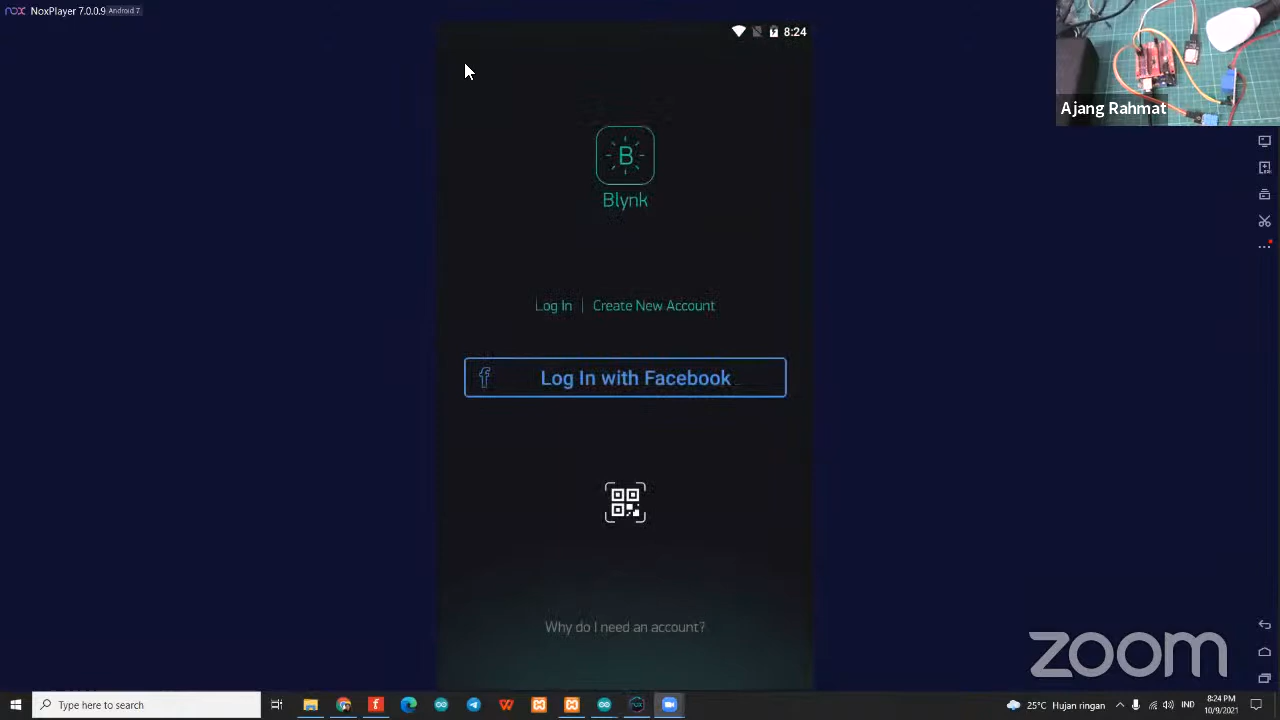 nox NoxPlayer 7.0.0.9 Android 7
8:24
Ajang Rahmat
B
Blynk
Log In | Create New Account
f Log In with Facebook
Why do I need an account?
zoom
Type here to search
25°C Hujan ringan
IND
8:24 PM
10/9/2021